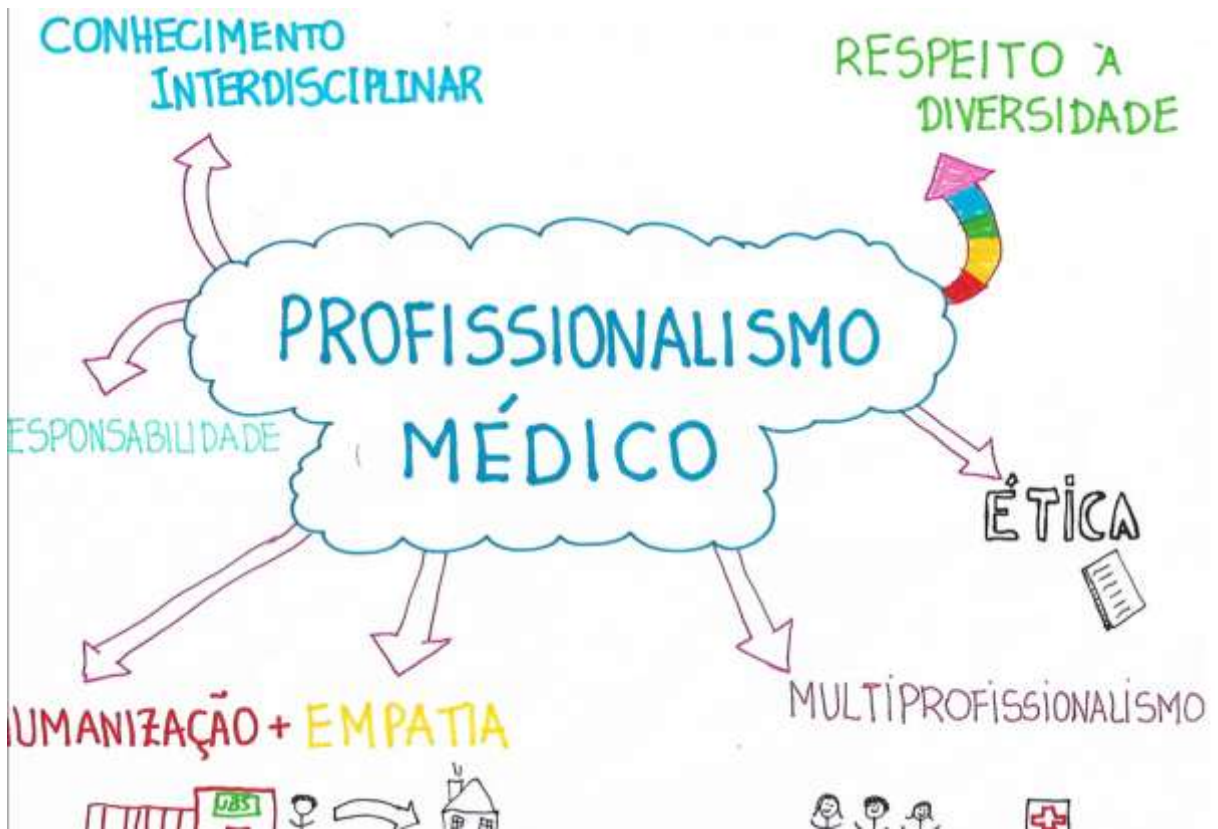 CONHECIMENTO
INTERDISCIPLINAR
RESPEITO À
DIVERSIDADE
PROFISSIONALISMO
MÉDICO
ESPONSABILIDADE
ÉTICA
UMANIZAÇÃO + EMPATIA
MULTIPROFISSIONALISMO
UBS